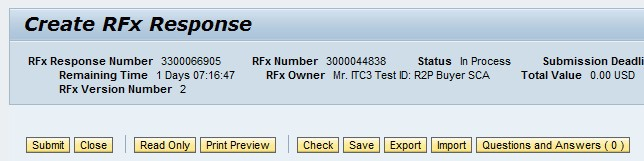 Create RFx Response
RFx Response Number 3300066905 RFx Number 3000044838 Status In Process Submission Deadli
Remaining Time 1 Days 07:16:47 RFx Owner Mr. ITC3 Test ID: R2P Buyer SCA Total Value 0.00 USD
RFx Version Number 2
Submit Close Read Only Print Preview Check Save Export Import Questions and Answers ( 0 )